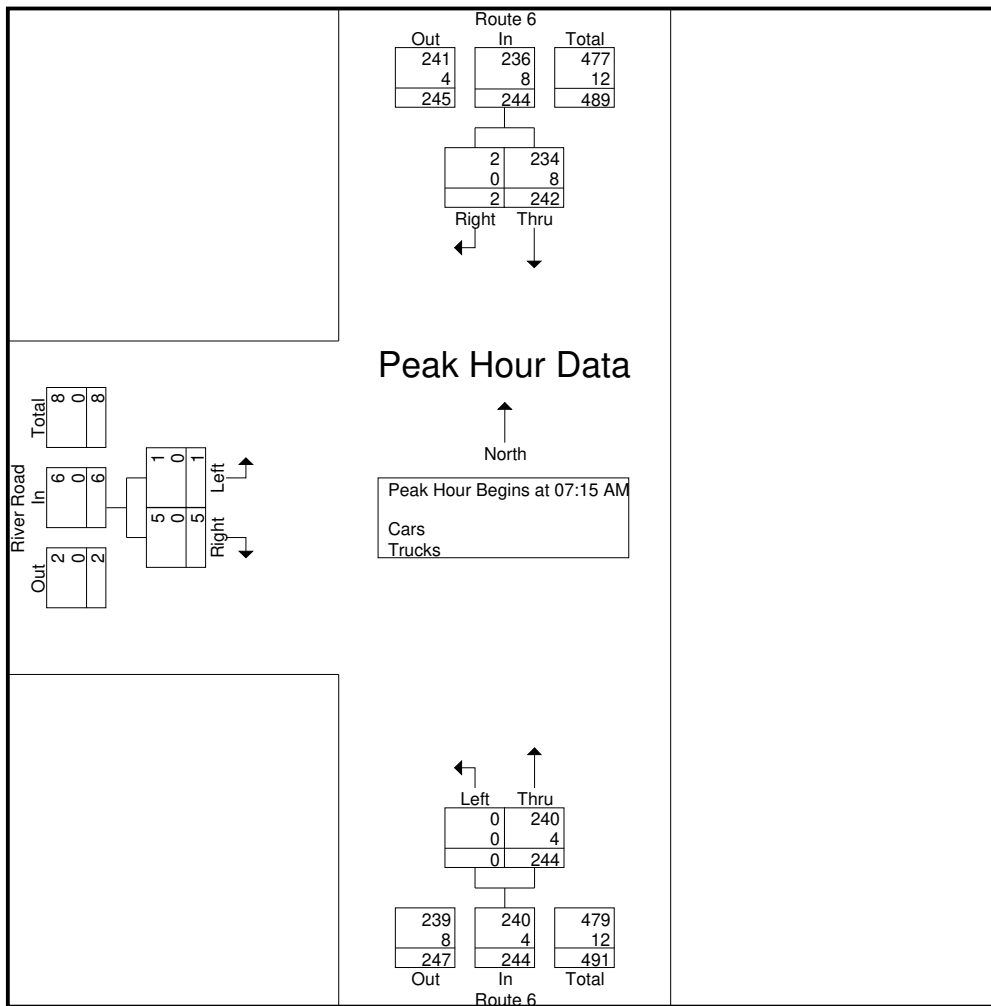 Route 6
Out In Total
241 236 477
4 8 12
245 244 489
2 234
0 8
2 242
Right Thru
Peak Hour Data
North
Peak Hour Begins at 07:15 AM
Cars
Trucks
River Road
Out In Total
2 6 8
0 0 0
2 6 8
5 1
0 0
5 1
Right Left
Left Thru
0 240
0 4
0 244
239 240 479
8 4 12
247 244 491
Out In Total
Route 6